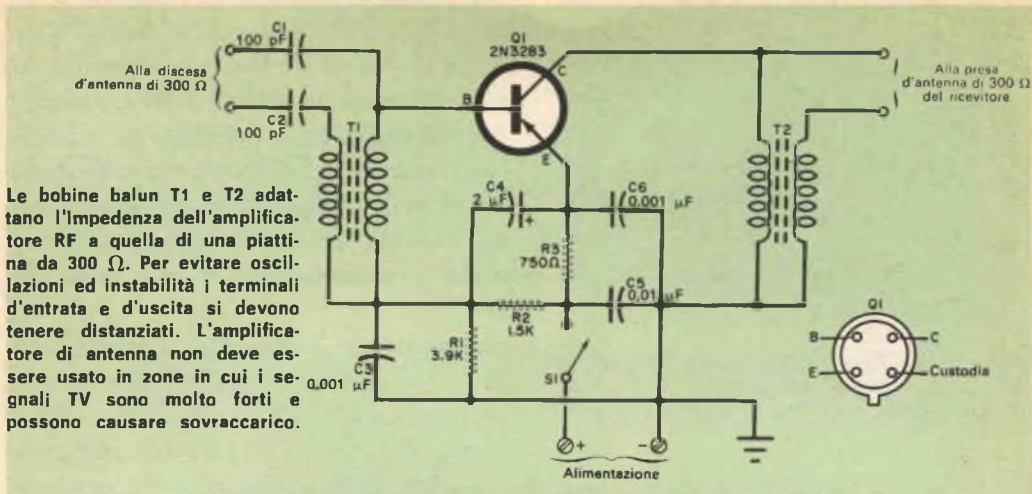 C1
100 pF
Alla discesa
d'antenna di 300 Ω
C2
100 pF
T1
Q1
2N3283
B
C
E
Alla presa
d'antenna di 300 Ω
del ricevitore
T2
Le bobine balun T1 e T2 adat-
tano l'impedenza dell'amplifica-
tore RF a quella di una piatti-
na da 300 Ω. Per evitare oscil-
lazioni ed instabilità i terminali
d'entrata e d'uscita si devono
tenere distanziati. L'amplifica-
tore di antenna non deve es-
sere usato in zone in cui i se-
gnali TV sono molto forti e
possono causare sovraccarico.
C4
2 μF
+
C6
0,001 μF
R3
750Ω
C5
0,01 μF
R2
1.5K
R1
3.9K
C3
0,001 μF
S1
+
-
Alimentazione
Q1
B
C
E
Custodia